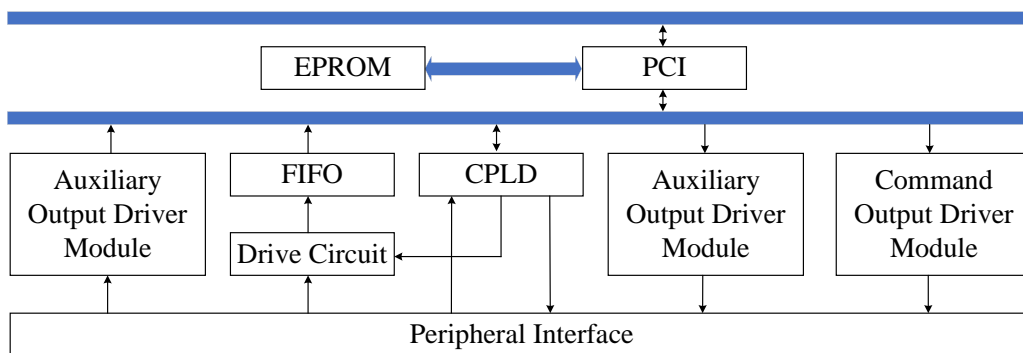 EPROM
PCI
Auxiliary
Output Driver
Module
FIFO
CPLD
Auxiliary
Output Driver
Module
Command
Output Driver
Module
Drive Circuit
Peripheral Interface